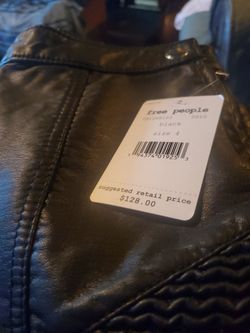 free people
black
size 4
suggested retail price
$128.00